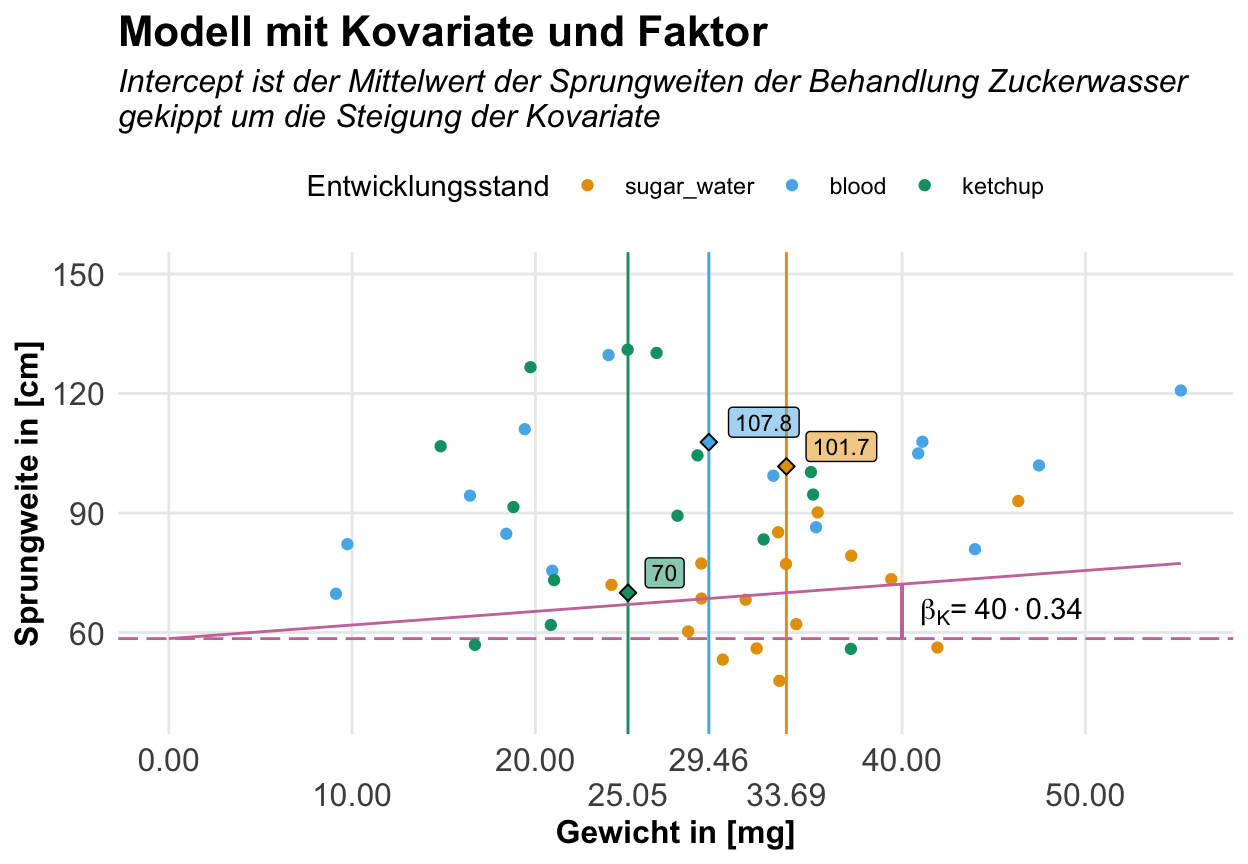 Modell mit Kovariate und Faktor
Intercept ist der Mittelwert der Sprungweiten der Behandlung Zuckerwasser
gekippt um die Steigung der Kovariate
Entwicklungsstand sugar_water blood ketchup
Sprungweite in [cm]
150
120
90
60
107.8
101.7
70
βK= 40 · 0.34
0.00 20.00 29.46 40.00
10.00 25.05 33.69 50.00
Gewicht in [mg]